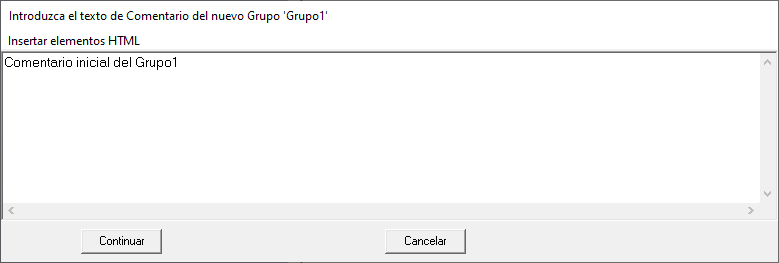 Introduzca el texto de Comentario del nuevo Grupo 'Grupo1'
Insertar elementos HTML
Comentario inicial del Grupo1
Continuar
Cancelar